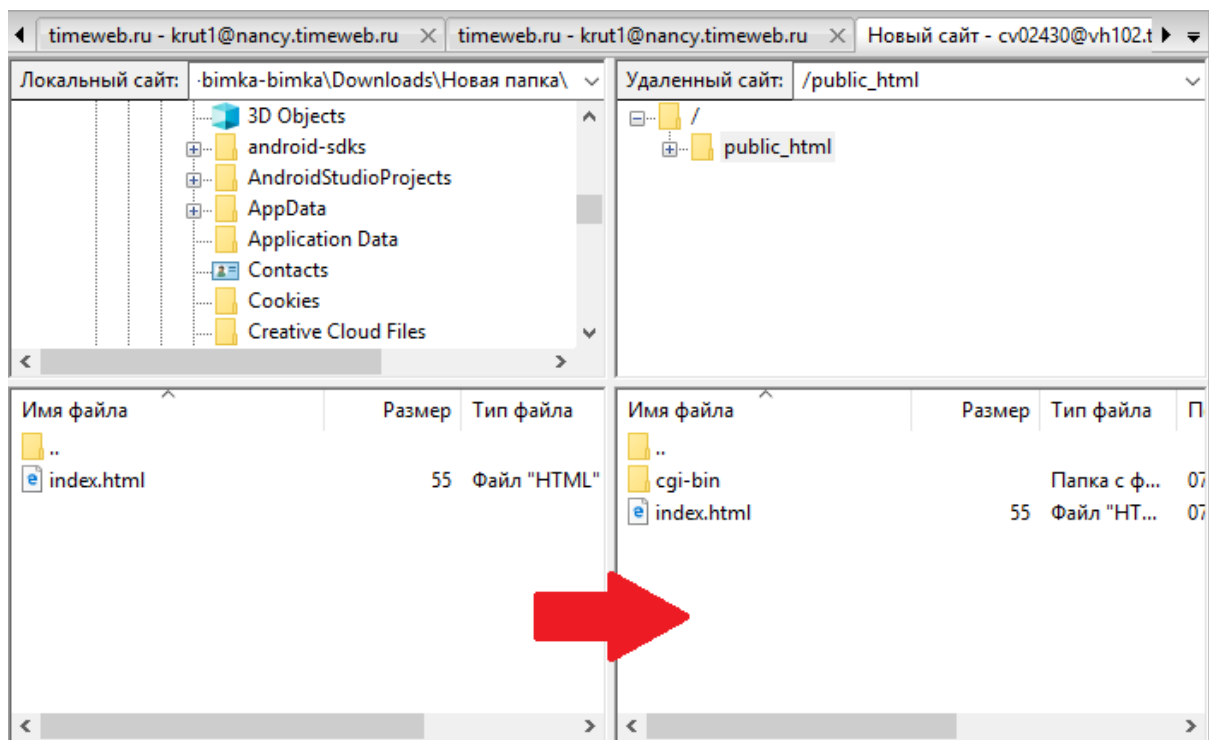 timeweb.ru - krut1@nancy.timeweb.ru timeweb.ru - krut1@nancy.timeweb.ru Новый сайт - cv02430@vh102.t
Локальный сайт: -bimka-bimka\Downloads\Новая папка\
3D Objects
android-sdks
AndroidStudioProjects
AppData
Application Data
Contacts
Cookies
Creative Cloud Files
Удаленный сайт: /public_html
/
public_html
Имя файла Размер Тип файла
..
index.html 55 Файл "HTML"
Имя файла Размер Тип файла П
..
cgi-bin Папка с ф... 07
index.html 55 Файл "HT... 07